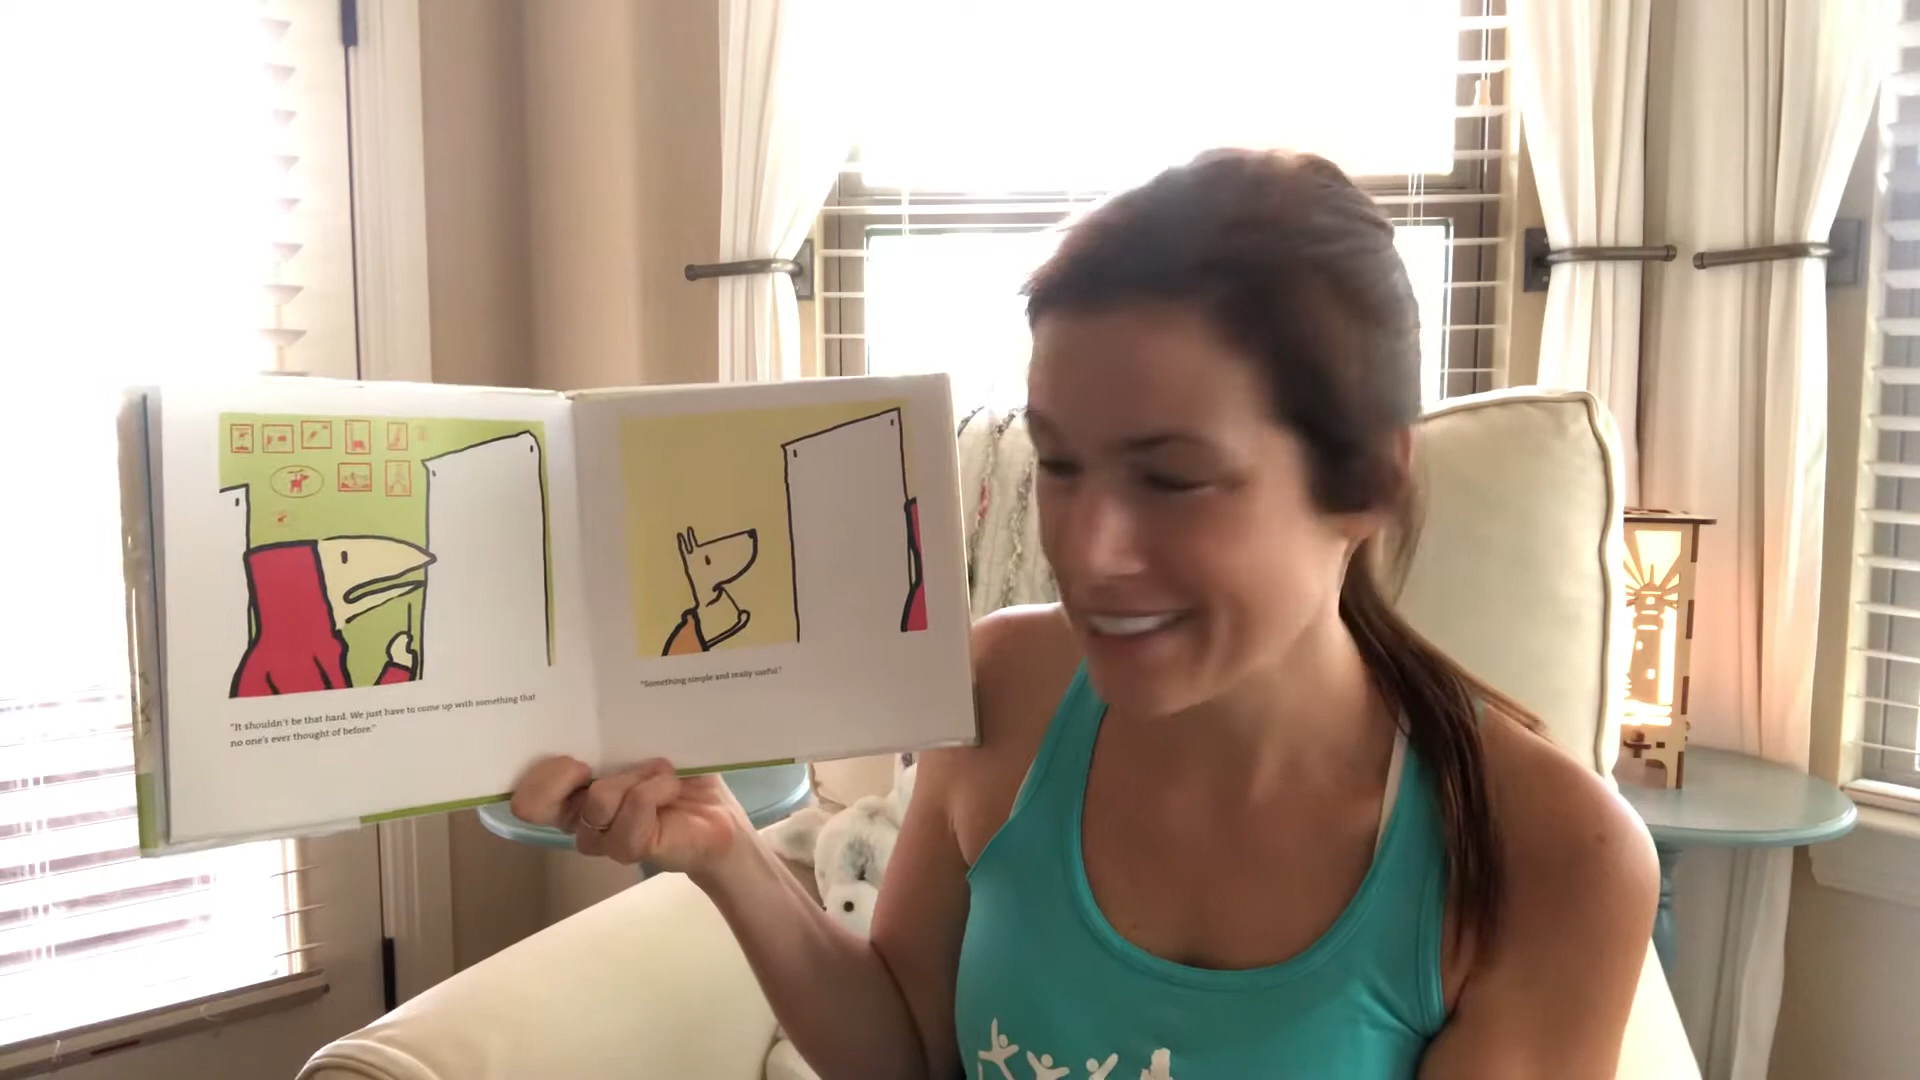 "It shouldn't be that hard. We just have to come up with something that
no one's ever thought of before."
"Something simple and really useful."